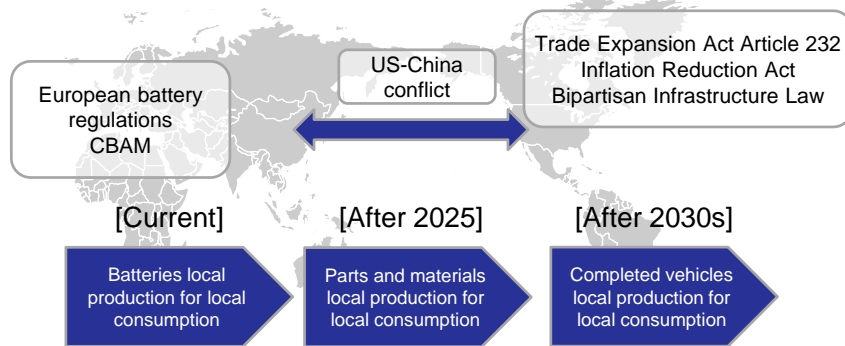 Trade Expansion Act Article 232
Inflation Reduction Act
Bipartisan Infrastructure Law
US-China
conflict
European battery
regulations
CBAM
[Current]
[After 2025]
[After 2030s]
Batteries local
production for local
consumption
Parts and materials
local production for
local consumption
Completed vehicles
local production for
local consumption